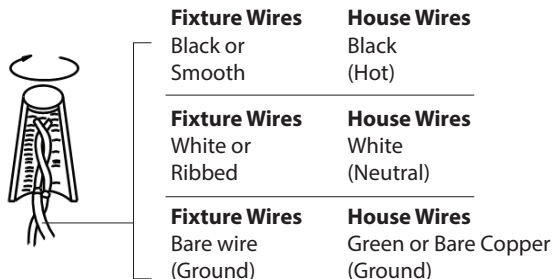 Fixture Wires House Wires
Black or Black
Smooth (Hot)
Fixture Wires House Wires
White or White
Ribbed (Neutral)
Fixture Wires House Wires
Bare wire Green or Bare Copper
(Ground) (Ground)